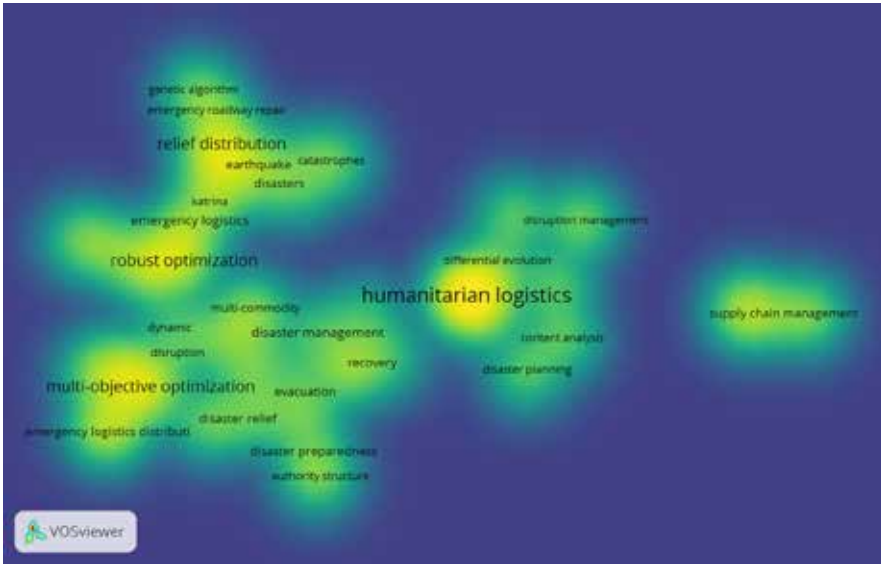 genetic algorithm
emergency roadway repair
relief distribution
earthquake
catastrophes
disasters
katrina
emergency logistics
disruption management
robust optimization
differential evolution
humanitarian logistics
multi-commodity
supply chain management
dynamic
disaster management
content analysis
disruption
recovery
disaster planning
multi-objective optimization
evacuation
disaster relief
emergency logistics distributi
disaster preparedness
authority structure
VOSviewer